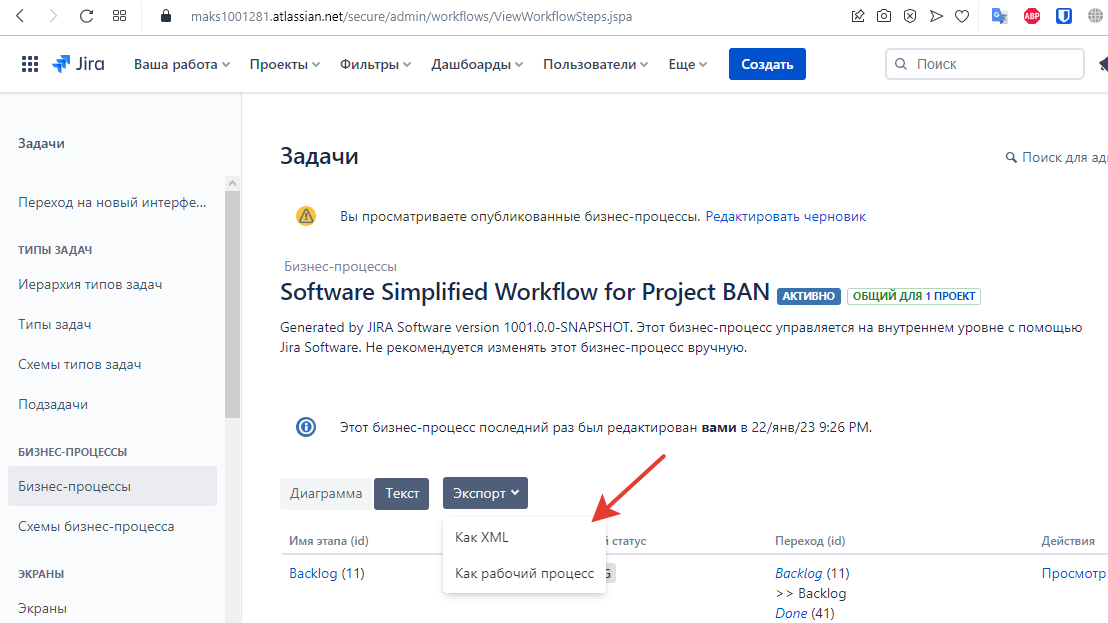 maks1001281.atlassian.net/secure/admin/workflows/ViewWorkflowSteps.jspa
ABP
Jira
Ваша работа
Проекты
Фильтры
Дашборды
Пользователи
Еще
Создать
Поиск
Задачи
Переход на новый интерфе...
ТИПЫ ЗАДАЧ
Иерархия типов задач
Типы задач
Схемы типов задач
Подзадачи
БИЗНЕС-ПРОЦЕССЫ
Бизнес-процессы
Схемы бизнес-процесса
ЭКРАНЫ
Экраны
Задачи
Поиск для
Вы просматриваете опубликованные бизнес-процессы. Редактировать черновик
Бизнес-процессы
Software Simplified Workflow for Project BAN АКТИВНО ОБЩИЙ ДЛЯ 1 ПРОЕКТ
Generated by JIRA Software version 1001.0.0-SNAPSHOT. Этот бизнес-процесс управляется на внутреннем уровне с помощью
Jira Software. Не рекомендуется изменять этот бизнес-процесс вручную.
Этот бизнес-процесс последний раз был редактирован вами в 22/янв/23 9:26 PM.
Диаграмма
Текст
Экспорт
Как XML
Как рабочий процесс
Имя этапа (id)
статус
Переход (id)
Действия
Backlog (11)
Backlog (11)
>> Backlog
Done (41)
Просмотр